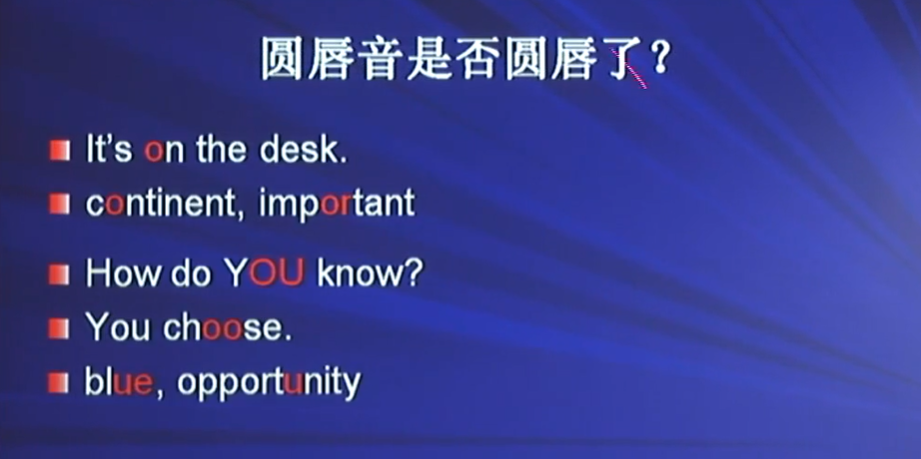 圆唇音是否圆唇了？
It's on the desk.
continent, important
How do YOU know?
You choose.
blue, opportunity